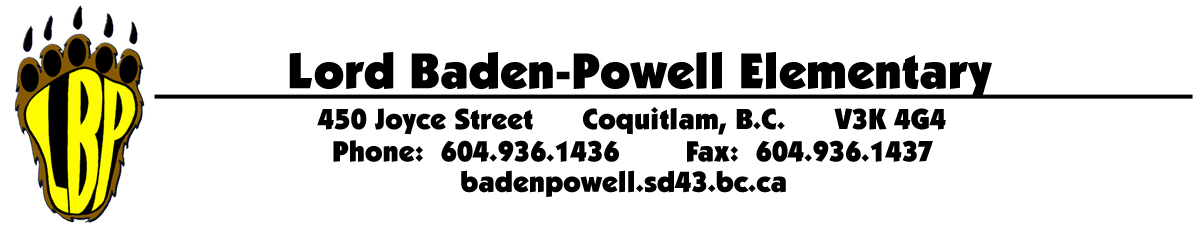 LBP
Lord Baden-Powell Elementary
450 Joyce Street Coquitlam, B.C. V3K 4G4
Phone: 604.936.1436 Fax: 604.936.1437
badenpowell.sd43.bc.ca